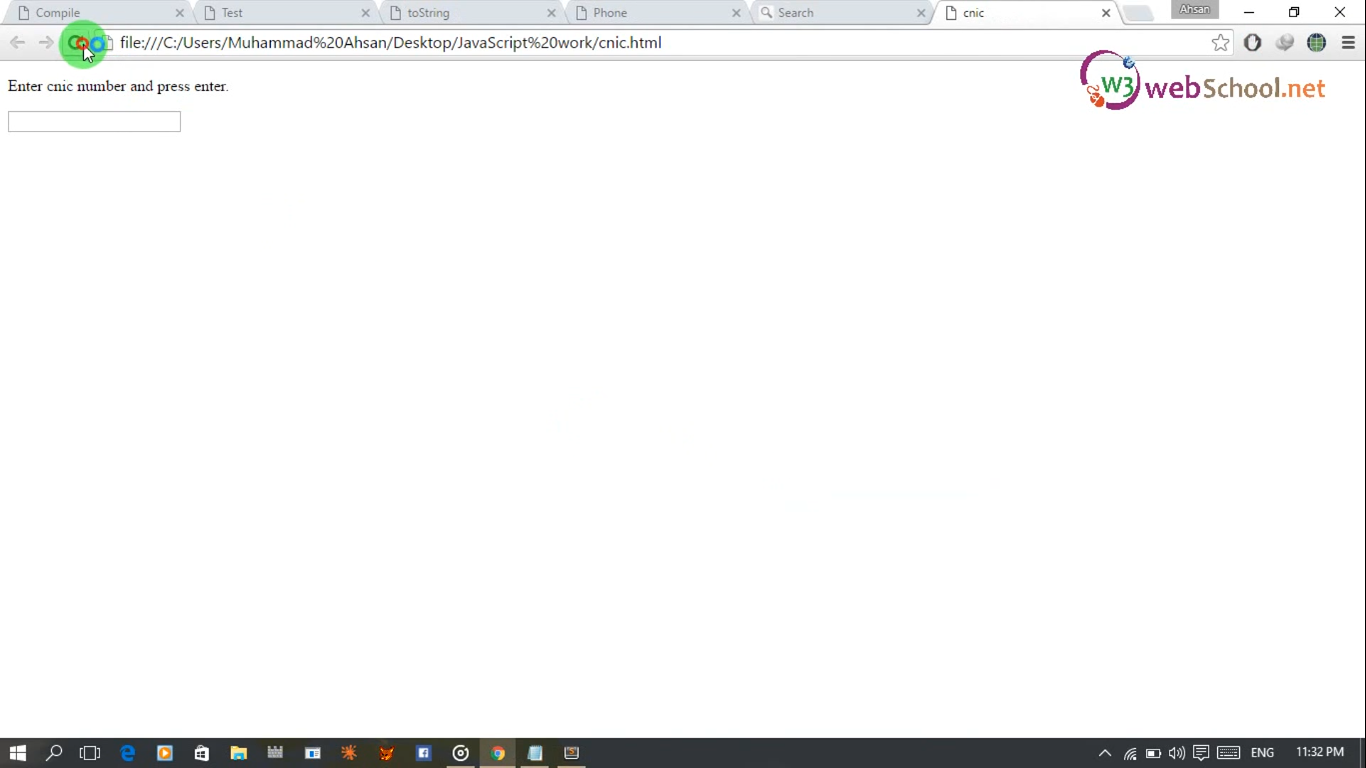 Compile Test toString Phone Search cnic Ahsan
file:///C:/Users/Muhammad%20Ahsan/Desktop/JavaScript%20work/cnic.html
Enter cnic number and press enter.
W3 webSchool.net
ENG 11:32 PM